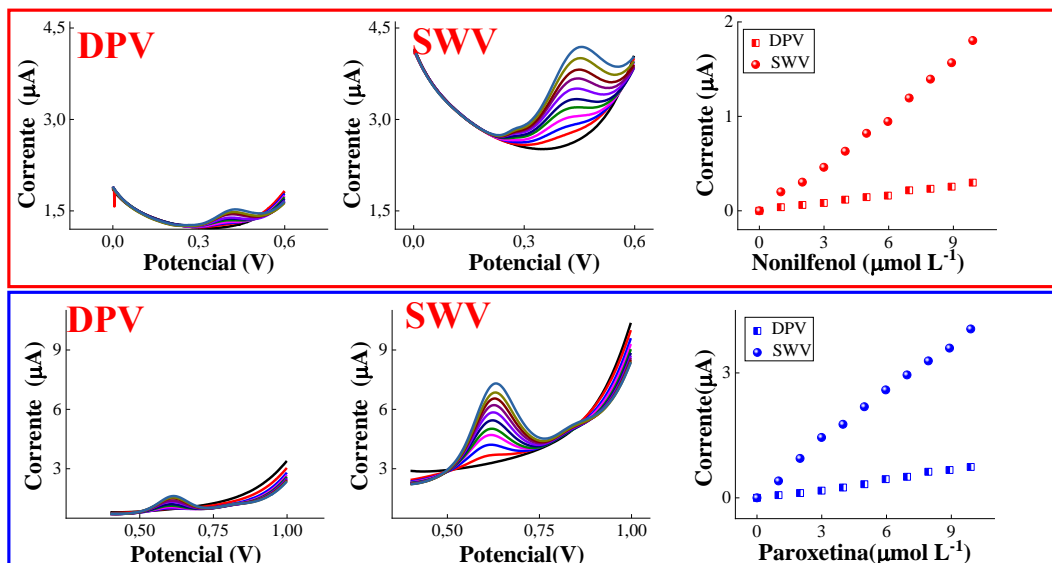 DPV
4,5
3,0
1,5
Corrente (μA)
0,0
0,3
0,6
Potencial (V)
SWV
4,5
3,0
1,5
Corrente (μA)
0,0
0,3
0,6
Potencial (V)
DPV
SWV
2
1
0
Corrente (μA)
0
3
6
9
Nonilfenol (μmol L-1)
DPV
9
6
3
Corrente (μA)
0,50
0,75
1,00
Potencial (V)
SWV
9
6
3
Corrente (μA)
0,50
0,75
1,00
Potencial(V)
DPV
SWV
3
0
Corrente(μA)
0
3
6
9
Paroxetina(μmol L-1)